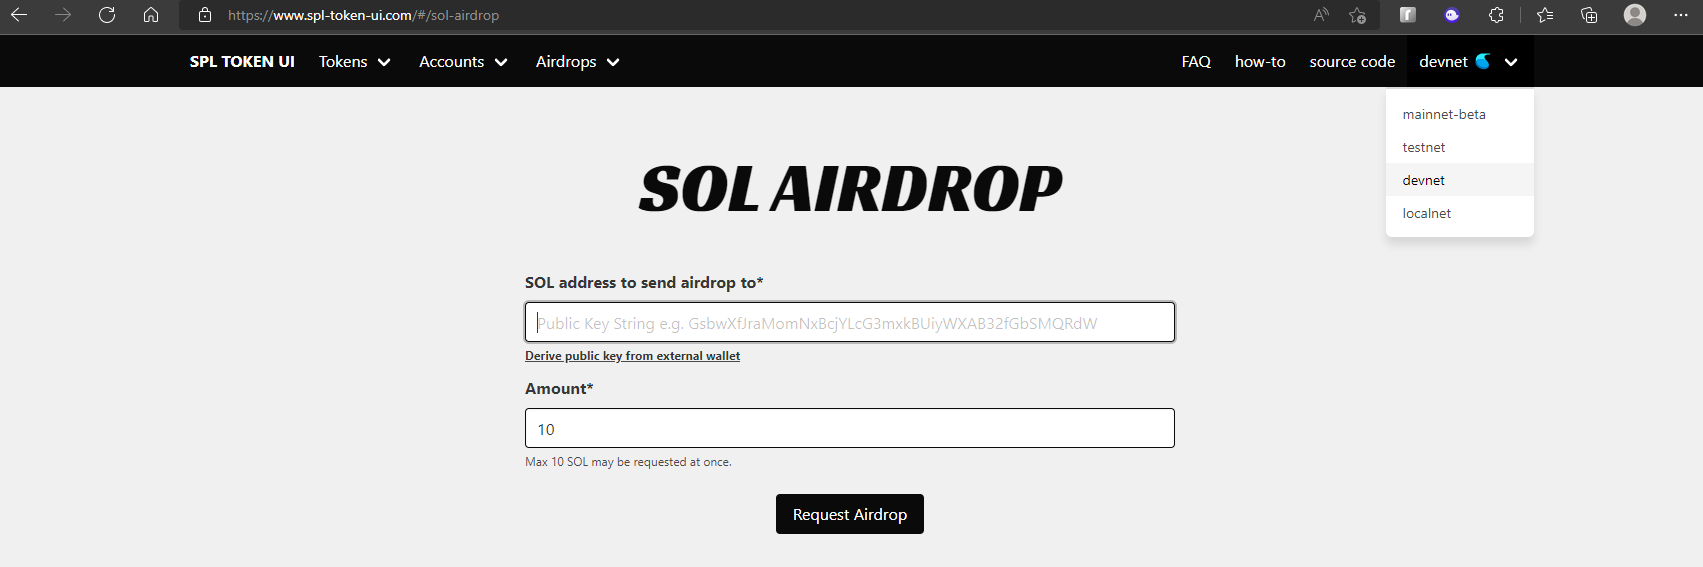 https://www.spl-token-ui.com/#/sol-airdrop
SPL TOKEN UI Tokens Accounts Airdrops FAQ how-to source code devnet
mainnet-beta
testnet
devnet
localnet
SOL AIRDROP
SOL address to send airdrop to*
Public Key String e.g. GsbwXfJraMomNxBcjYLcG3mxkBUiyWXAB32fGbSMQRdW
Derive public key from external wallet
Amount*
10
Max 10 SOL may be requested at once.
Request Airdrop